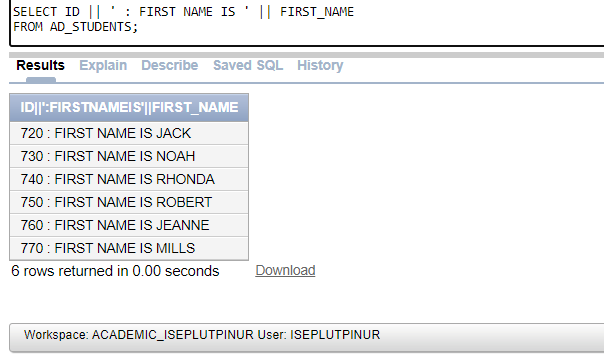 SELECT ID || ' : FIRST NAME IS ' || FIRST_NAME
FROM AD_STUDENTS;
Results Explain Describe Saved SQL History
ID||':FIRSTNAMEIS'||FIRST_NAME
720 : FIRST NAME IS JACK
730 : FIRST NAME IS NOAH
740 : FIRST NAME IS RHONDA
750 : FIRST NAME IS ROBERT
760 : FIRST NAME IS JEANNE
770 : FIRST NAME IS MILLS
6 rows returned in 0.00 seconds Download
Workspace: ACADEMIC_ISEPLUTPINUR User: ISEPLUTPINUR